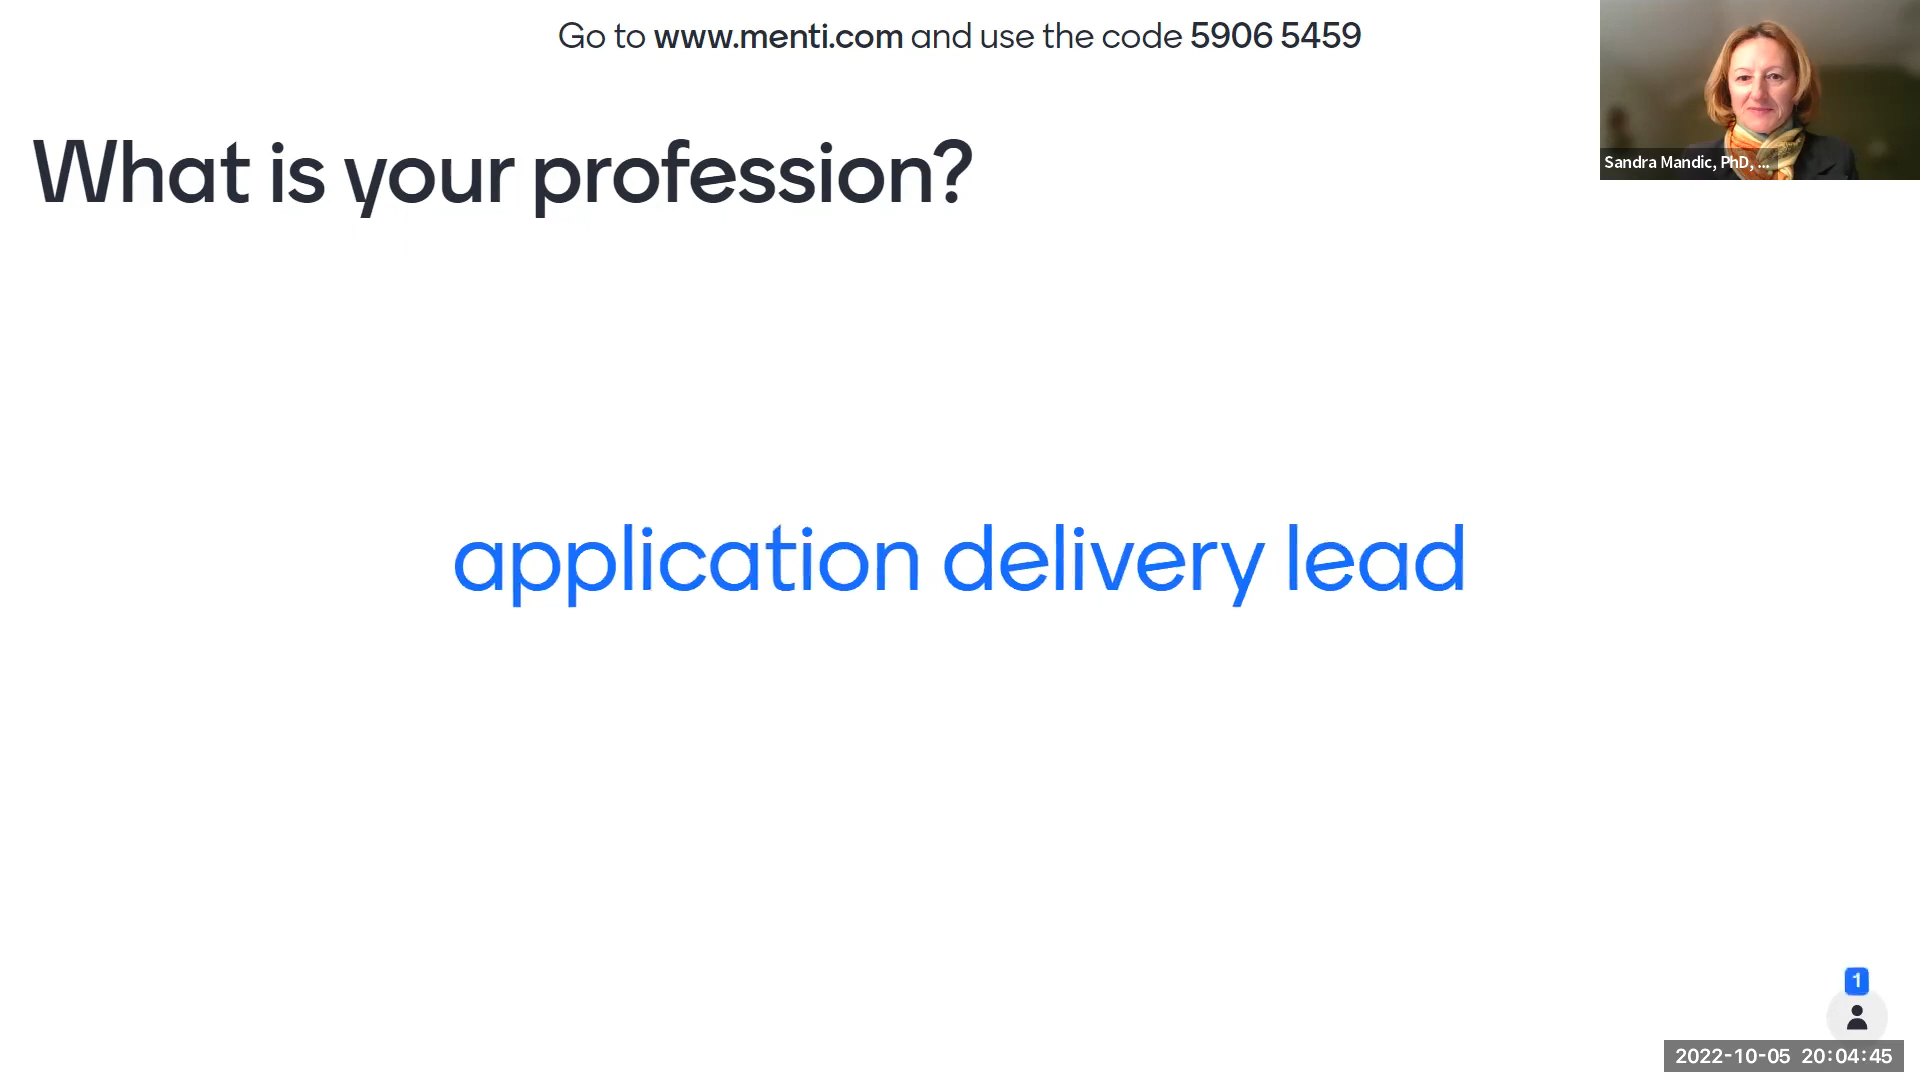 Go to www.menti.com and use the code 5906 5459
What is your profession?
Sandra Mandic, PhD, ...
application delivery lead
1
2022-10-05 20:04:45